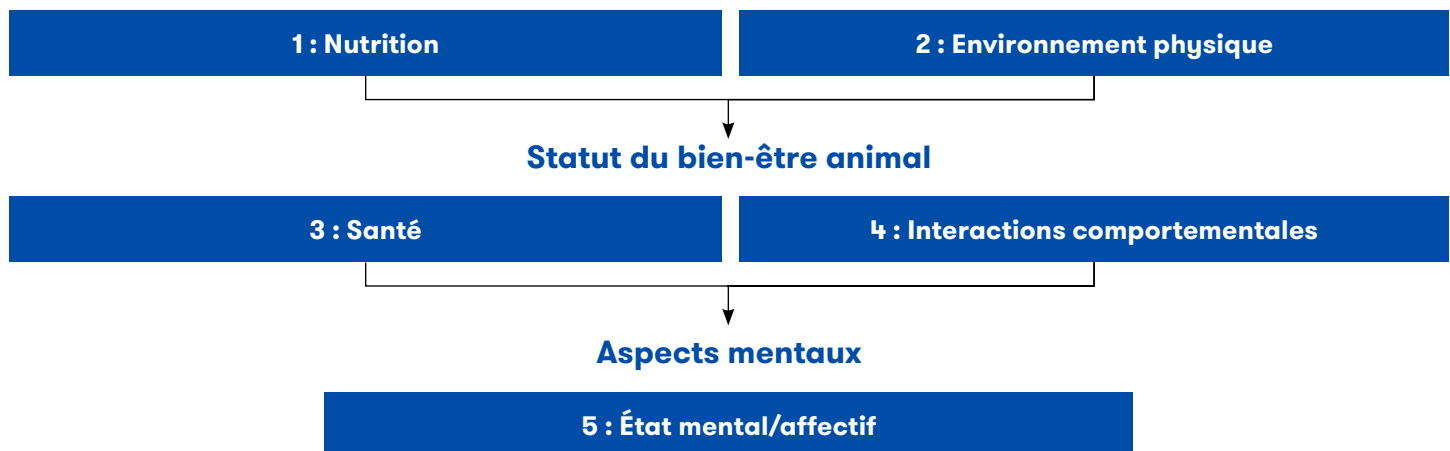 1 : Nutrition
2 : Environnement physique
Statut du bien-être animal
3 : Santé
4 : Interactions comportementales
Aspects mentaux
5 : État mental/affectif